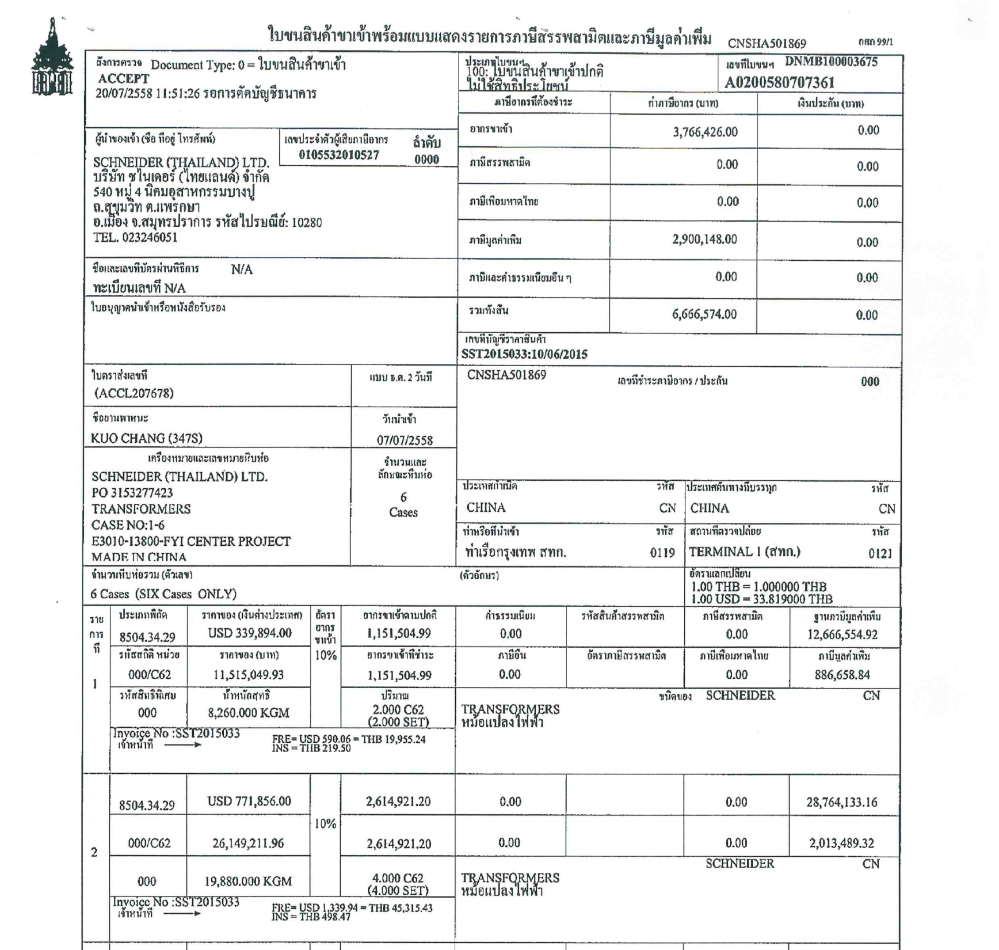 ใบขนสินค้าขาเข้าพร้อมแบบแสดงรายการภาษีสรรพสามิตและภาษีมูลค่าเพิ่ม CNSHA501869 กศก 99/1
สั่งการตรวจ Document Type: 0 = ใบขนสินค้าขาเข้า
ACCEPT
20/07/2558 11:51:26 รอการตัดบัญชีธนาคาร
ประเภทใบขนฯ
100: ใบขนสินค้าขาเข้าปกติ
ไม่ใช้สิทธิประโยชน์
เลขที่ใบขนฯ DNMB100003675
A0200580707361
ภาษีอากรที่ต้องชำระ ค่าภาษีอากร (บาท) เงินประกัน (บาท)
อากรขาเข้า 3,766,426.00 0.00
ภาษีสรรพสามิต 0.00 0.00
ภาษีเพื่อมหาดไทย 0.00 0.00
ภาษีมูลค่าเพิ่ม 2,900,148.00 0.00
ภาษีและค่าธรรมเนียมอื่น ๆ 0.00 0.00
รวมทั้งสิ้น 6,666,574.00 0.00
ผู้นำของเข้า (ชื่อ ที่อยู่ โทรศัพท์)
เลขประจำตัวผู้เสียภาษีอากร ลำดับ
0105532010527 0000
SCHNEIDER (THAILAND) LTD.
บริษัท ชไนเดอร์ (ไทยแลนด์) จำกัด
540 หมู่ 4 นิคมอุสาหกรรมบางปู
ถ.สุขุมวิท ต.แพรกษา
อ.เมือง จ.สมุทรปราการ รหัสไปรษณีย์: 10280
TEL. 023246051
ชื่อและเลขที่บัตรผ่านพิธีการ N/A
ทะเบียนเลขที่ N/A
ใบอนุญาตนำเข้าหรือหนังสือรับรอง
เลขที่บัญชีราคาสินค้า
SST2015033:10/06/2015
ใบตราส่งเลขที่ แบบ ธ.ต. 2 วันที่
(ACCL207678)
CNSHA501869 เลขที่ชำระภาษีอากร / ประกัน 000
ชื่อยานพาหนะ วันนำเข้า
KUO CHANG (347S) 07/07/2558
เครื่องหมายและเลขหมายหีบห่อ
SCHNEIDER (THAILAND) LTD.
PO 3153277423
TRANSFORMERS
CASE NO:1-6
E3010-13800-FYI CENTER PROJECT
MADE IN CHINA
จำนวนและ
ลักษณะหีบห่อ
6
Cases
ประเทศกำเนิด รหัส ประเทศต้นทางที่บรรทุก รหัส
CHINA CN CHINA CN
ท่าหรือที่นำเข้า รหัส สถานที่ตรวจปล่อย รหัส
ท่าเรือกรุงเทพ สทก. 0119 TERMINAL 1 (สทก.) 0121
จำนวนหีบห่อรวม (ตัวเลข) (ตัวอักษร)
6 Cases (SIX Cases ONLY)
อัตราแลกเปลี่ยน
1.00 THB = 1.000000 THB
1.00 USD = 33.819000 THB
รายการที่ ประเภทพิกัด ราคาของ (เงินต่างประเทศ) อัตราอากรขาเข้า อากรขาเข้าตามปกติ ค่าธรรมเนียม รหัสสินค้าสรรพสามิต ภาษีสรรพสามิต ฐานภาษีมูลค่าเพิ่ม
8504.34.29 USD 339,894.00 1,151,504.99 0.00 0.00 12,666,554.92
รหัสสถิติ หน่วย ราคาของ (บาท) 10% อากรขาเข้าที่ชำระ ภาษีอื่น อัตราภาษีสรรพสามิต ภาษีเพื่อมหาดไทย ภาษีมูลค่าเพิ่ม
1 000/C62 11,515,049.93 1,151,504.99 0.00 0.00 886,658.84
รหัสสิทธิพิเศษ น้ำหนักสุทธิ ปริมาณ ชนิดของ SCHNEIDER CN
000 8,260.000 KGM 2.000 C62 TRANSFORMERS
(2.000 SET) หม้อแปลงไฟฟ้า
Invoice No :SST2015033 FRE= USD 590.06 = THB 19,955.24
เจ้าหน้าที่ INS = THB 219.50
8504.34.29 USD 771,856.00 2,614,921.20 0.00 0.00 28,764,133.16
10%
2 000/C62 26,149,211.96 2,614,921.20 0.00 0.00 2,013,489.32
SCHNEIDER CN
000 19,880.000 KGM 4.000 C62 TRANSFORMERS
(4.000 SET) หม้อแปลงไฟฟ้า
Invoice No :SST2015033 FRE= USD 1,339.94 = THB 45,315.43
เจ้าหน้าที่ INS = THB 498.47